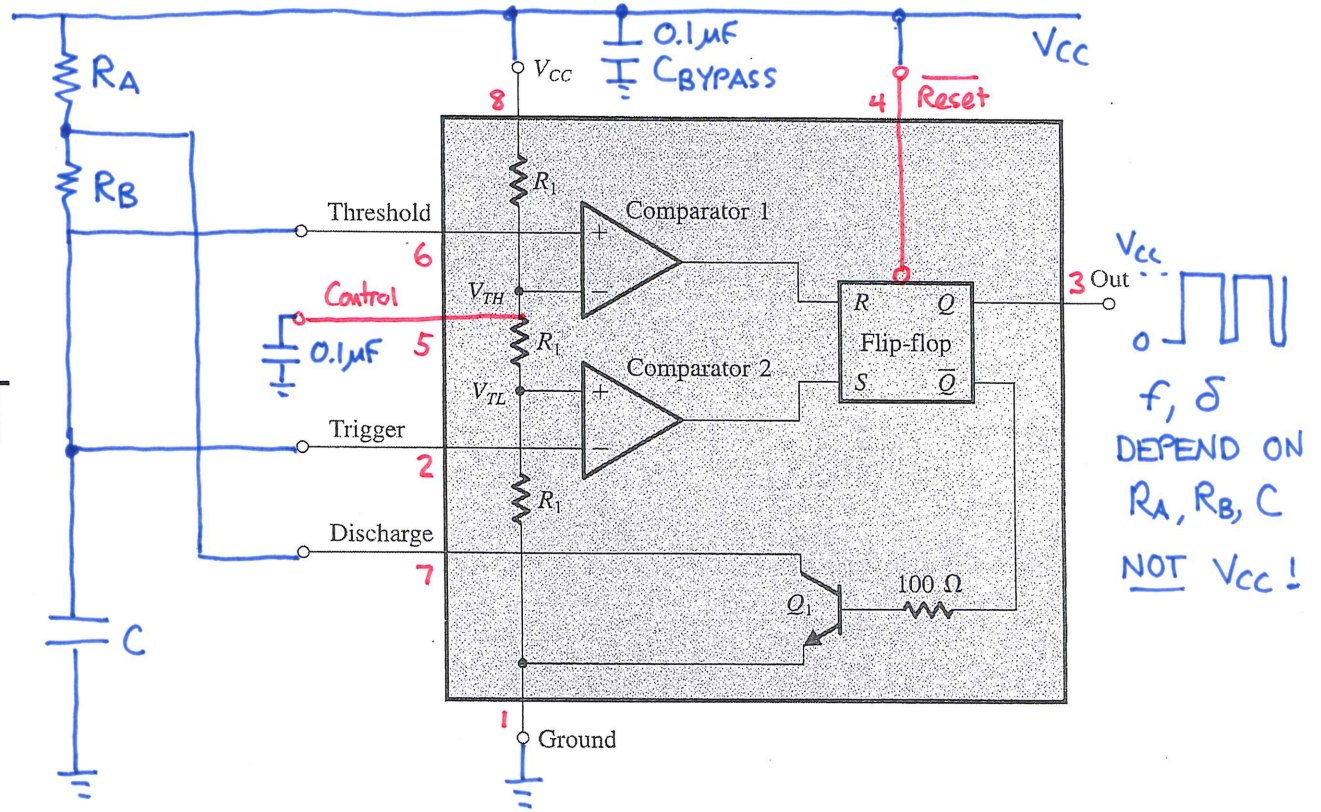 RA
RB
0.1µF
CBYPASS
VCC
VCC
8
4
Reset
R1
Threshold
6
Comparator 1
+
−
VTH
Control
5
0.1µF
R1
R Q
Flip-flop
S Q
3 Out
VCC
0
Comparator 2
VTL
+
−
Trigger
2
R1
Discharge
7
Q1
100 Ω
C
1
Ground
f, δ
DEPEND ON
RA, RB, C
NOT VCC!